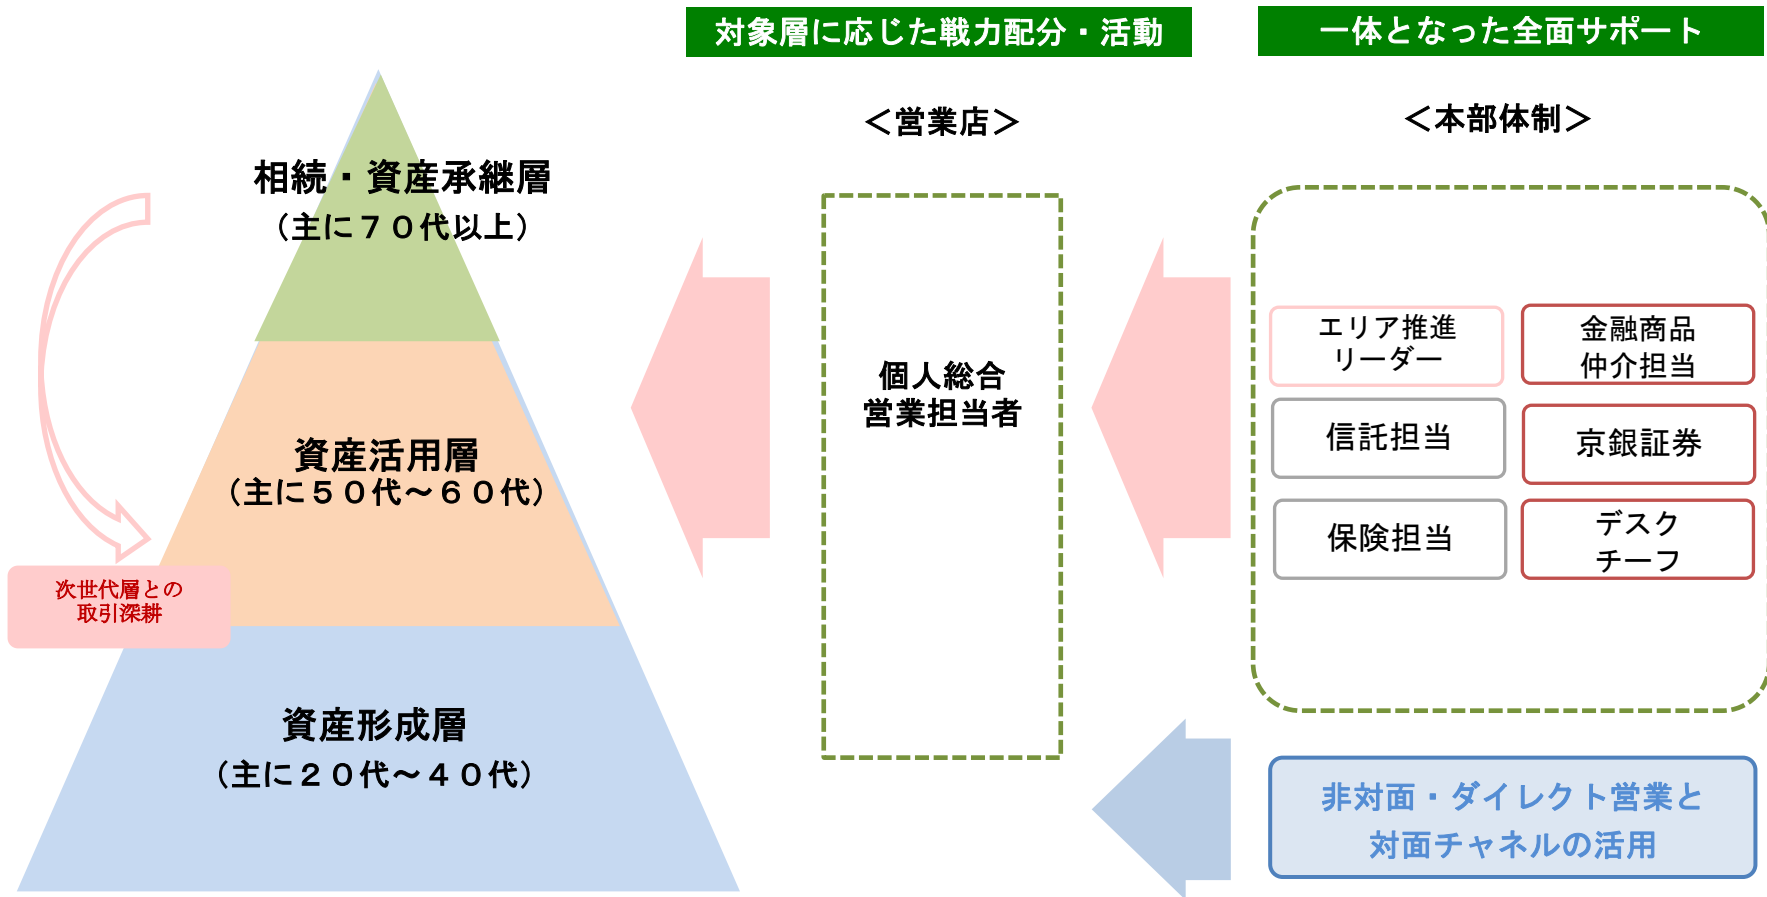 対象層に応じた戦力配分・活動
一体となった全面サポート
＜営業店＞
＜本部体制＞
相続・資産承継層
（主に７０代以上）
資産活用層
（主に５０代～６０代）
次世代層との
取引深耕
資産形成層
（主に２０代～４０代）
個人総合
営業担当者
エリア推進
リーダー
金融商品
仲介担当
信託担当
京銀証券
保険担当
デスク
チーフ
非対面・ダイレクト営業と
対面チャネルの活用